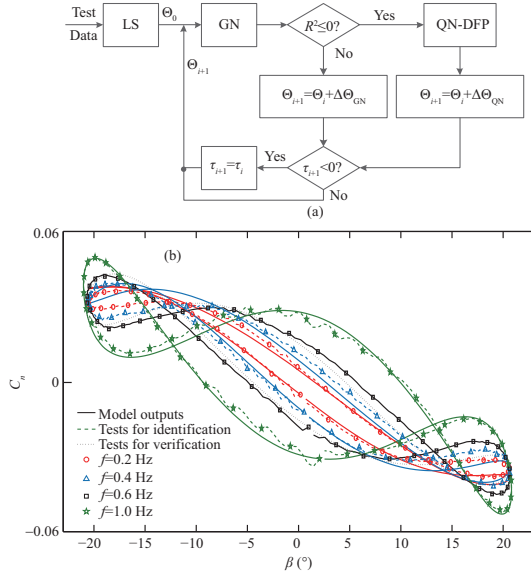 Test
Data
LS
Θ0
GN
R²≤0?
Yes
QN-DFP
Θi+1
No
Θi+1=Θi+ΔΘGN
Θi+1=Θi+ΔΘQN
τi+1=τi
Yes
τi+1<0?
No
(a)
0.06
(b)
Cn
0
Model outputs
Tests for identification
Tests for verification
f=0.2 Hz
f=0.4 Hz
f=0.6 Hz
f=1.0 Hz
−0.06
−20 −15 −10 −5 0 5 10 15 20
β (°)